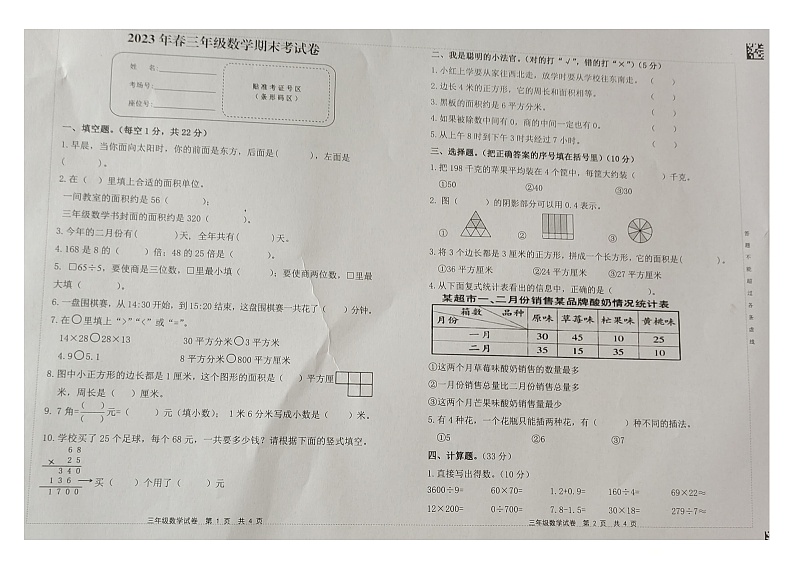 2023年春三年级数学期末考试卷
姓 名:
考场号:
座位号:
贴准考证号区
(条形码区)
一、填空题。(每空1分,共22分)
1.早晨,当你面向太阳时,你的前面是东方,后面是( ),左面是
( )。
2.在( )里填上合适的面积单位。
一间教室的面积约是56( );
三年级数学书封面的面积约是320( )。
3.今年的二月份有( )天,全年共有( )天。
4.168是8的( )倍;48的25倍是( )。
5.□65÷5,要使商是三位数,□里最小填( );要使商两位数,□里最
大填( )。
6.一盘围棋赛,从14:30开始,到15:20结束,这盘围棋赛一共花了( )分钟。
7.在○里填上“>”“<”或“=”。
14×28○28×13 30平方分米○3平方米
4.9○5.1 8平方分米○800平方厘米
8.图中小正方形的边长都是1厘米,这个图形的面积是( )平方厘
米,周长是( )厘米。
9.7角=( )/( )元=( )元(填小数); 1米6分米写成小数是( )米。
10.学校买了25个足球,每个68元,一共要多少钱?请根据下面的竖式填空。
68
× 25
340
136 →买( )个用了( )元
1700
三年级数学试卷 第1页 共4页
二、我是聪明的小法官。(对的打“√”,错的打“×”)(5分)
1.小红上学要从家往西北走,放学时要从学校往东南走。( )
2.边长4米的正方形,它的周长和面积相等。( )
3.黑板的面积约是6平方分米。( )
4.如果被除数中间有0,商的中间一定也有0。( )
5.从上午8时到下午3时共经过7小时。( )
三、选择题。(把正确答案的序号填在括号里)(10分)
1.把198千克的苹果平均装在4个筐中,每筐大约装( )千克。
①50 ②40 ③30
2.图( )的阴影部分可以用0.4表示。
① ② ③
3.将3个边长都是3厘米的正方形,拼成一个长方形,它的面积是( )。
①36平方厘米 ②24平方厘米 ③27平方厘米
4.从下面复式统计表看出的信息中,正确的是( )。
某超市一、二月份销售某品牌酸奶情况统计表
箱数 品种 月份 原味 草莓味 芒果味 黄桃味
一月 30 45 10 25
二月 35 15 35 10
①这两个月草莓味酸奶销售的数量最多
②一月份销售总量比二月份销售总量多
③这两个月芒果味酸奶销售量最少
5.有4种花,一个花瓶只能插两种花,有( )种不同的插法。
①5 ②6 ③7
四、计算题。(33分)
1.直接写出得数。(10分)
3600÷9= 60×70= 1.2+0.9= 160÷4= 69×22≈
12×200= 0÷700= 7.8-1.5= 30×18= 279÷7≈
三年级数学试卷 第2页 共4页
答题不能超过各条虚线